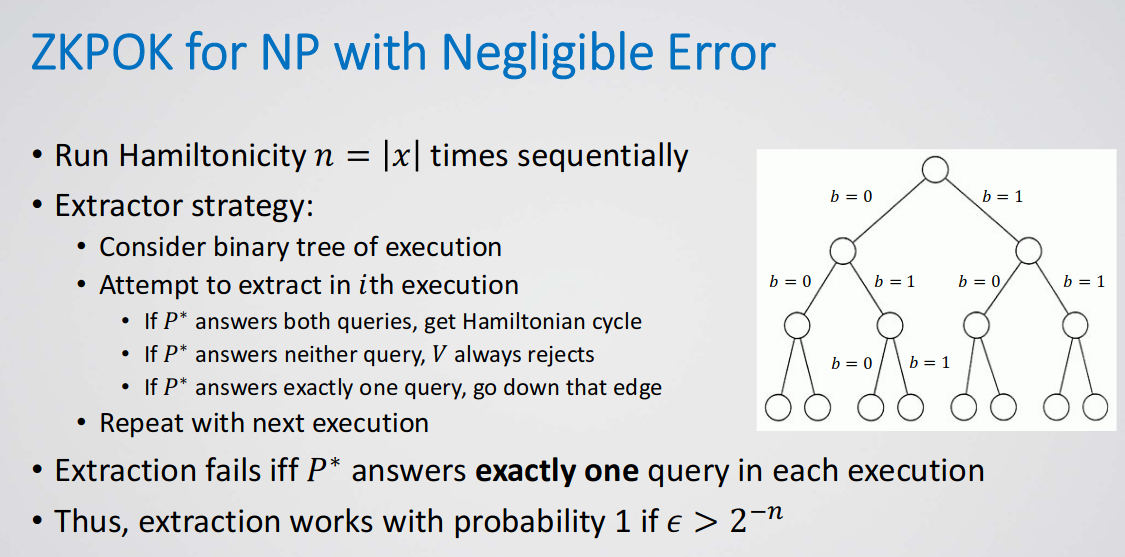 ZKPOK for NP with Negligible Error
• Run Hamiltonicity n = |x| times sequentially
• Extractor strategy:
• Consider binary tree of execution
• Attempt to extract in ith execution
• If P* answers both queries, get Hamiltonian cycle
• If P* answers neither query, V always rejects
• If P* answers exactly one query, go down that edge
• Repeat with next execution
• Extraction fails iff P* answers exactly one query in each execution
• Thus, extraction works with probability 1 if ϵ > 2⁻ⁿ
b = 0 b = 1
b = 0 b = 1 b = 0 b = 1
b = 0 b = 1